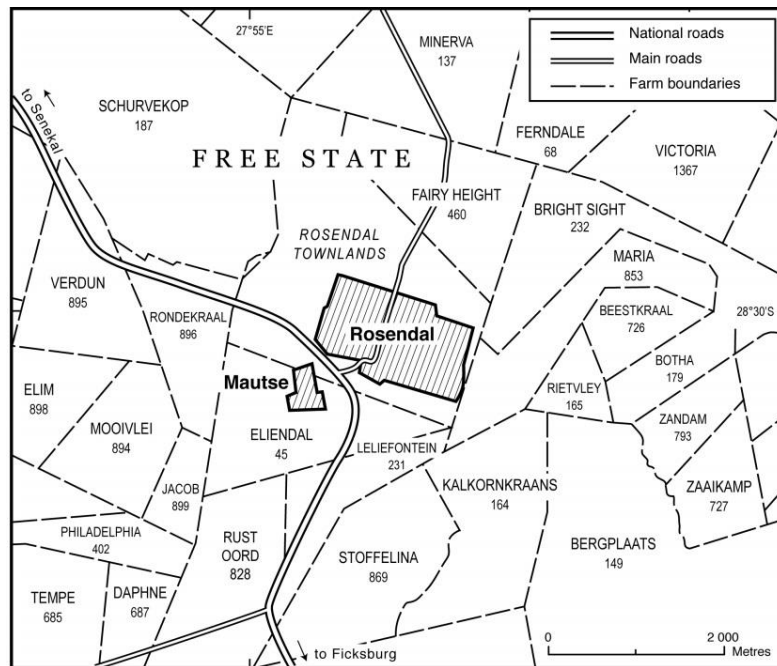 27°55'E
MINERVA
137
National roads
Main roads
Farm boundaries
to Senekal
SCHURVEKOP
187
FERNDALE
68
VICTORIA
1367
FREE STATE
FAIRY HEIGHT
460
BRIGHT SIGHT
232
ROSENDAL
TOWNLANDS
MARIA
853
VERDUN
895
RONDEKRAAL
896
BEESTKRAAL
726
28°30'S
Rosendal
BOTHA
179
Mautse
RIETVLEY
165
ELIM
898
MOOIVLEI
894
ZANDAM
793
ELIENDAL
45
LELIEFONTEIN
231
JACOB
899
KALKORNKRAANS
164
ZAAIKAMP
727
PHILADELPHIA
402
RUST
OORD
828
STOFFELINA
869
BERGPLAATS
149
TEMPE
685
DAPHNE
687
to Ficksburg
0
2 000
Metres